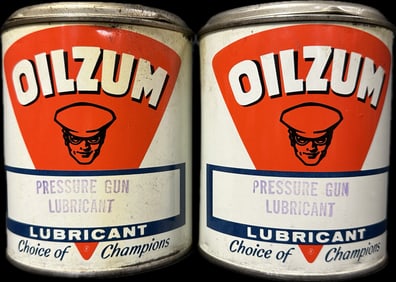 OILZUM
PRESSURE GUN
LUBRICANT
LUBRICANT
Choice of Champions
OILZUM
PRESSURE GUN
LUBRICANT
LUBRICANT
Choice of Champions